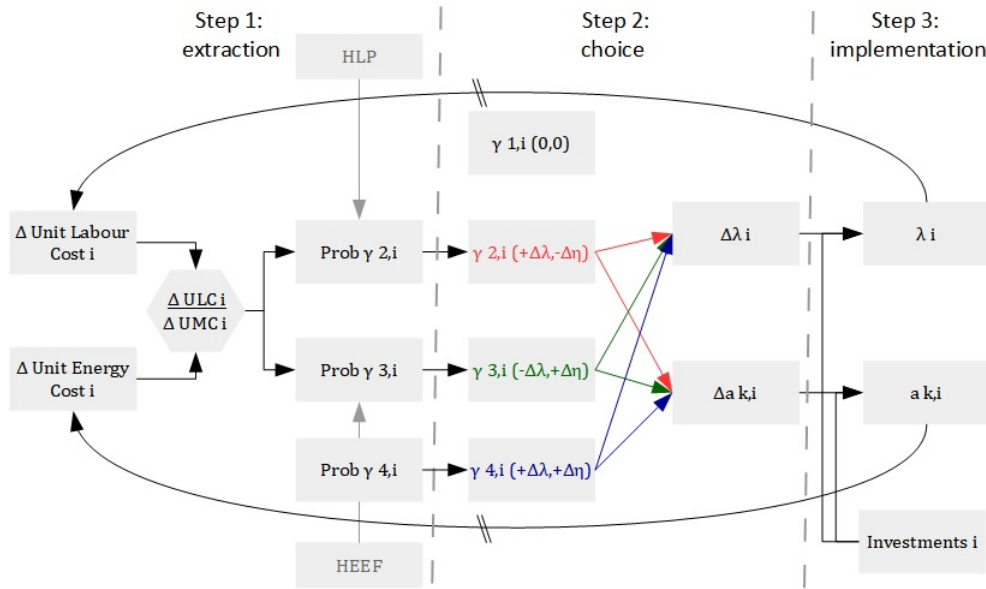 Step 1:
extraction
Step 2:
choice
Step 3:
implementation
HLP
γ 1,i (0,0)
Δ Unit Labour
Cost i
Prob γ 2,i
γ 2,i (+Δλ,-Δη)
Δλ i
λ i
Δ ULC i
Δ UMC i
Δ Unit Energy
Cost i
Prob γ 3,i
γ 3,i (-Δλ,+Δη)
Δa k,i
a k,i
Prob γ 4,i
γ 4,i (+Δλ,+Δη)
Investments i
HEEF